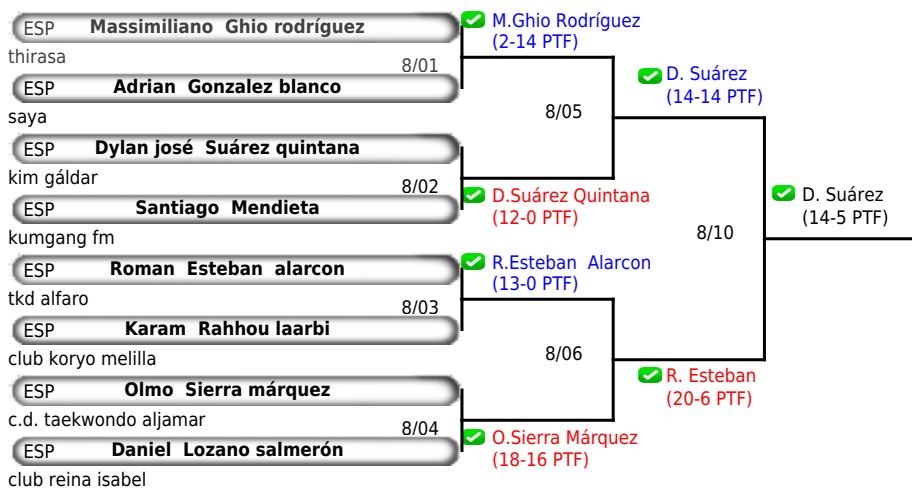 ESP Massimiliano Ghio rodríguez
thirasa
8/01
ESP Adrian Gonzalez blanco
saya
ESP Dylan josé Suárez quintana
kim gáldar
8/02
ESP Santiago Mendieta
kumgang fm
ESP Roman Esteban alarcon
tkd alfaro
8/03
ESP Karam Rahhou laarbi
club koryo melilla
ESP Olmo Sierra márquez
c.d. taekwondo aljamar
8/04
ESP Daniel Lozano salmerón
club reina isabel
M.Ghio Rodríguez
(2-14 PTF)
8/05
D.Suárez Quintana
(12-0 PTF)
R.Esteban Alarcon
(13-0 PTF)
8/06
O.Sierra Márquez
(18-16 PTF)
D. Suárez
(14-14 PTF)
8/10
R. Esteban
(20-6 PTF)
D. Suárez
(14-5 PTF)